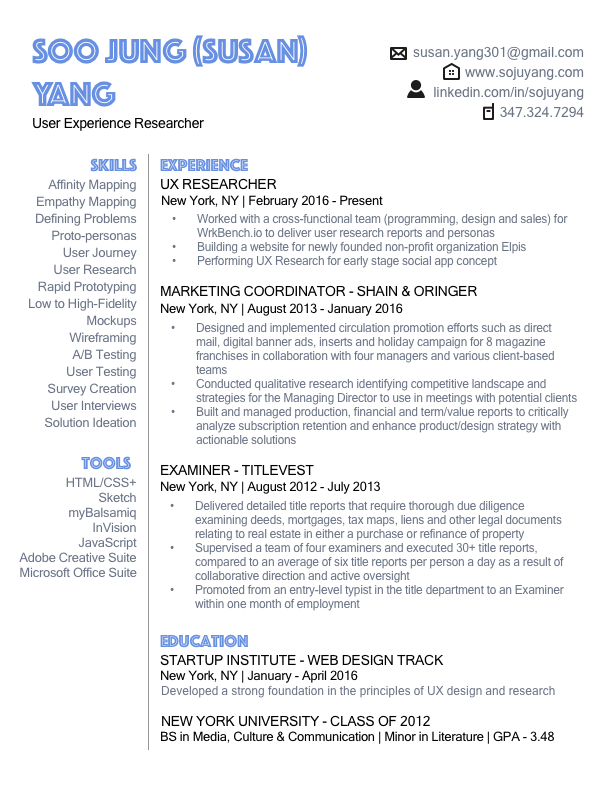 SOO JUNG (SUSAN)
YANG
User Experience Researcher
susan.yang301@gmail.com
www.sojuyang.com
linkedin.com/in/sojuyang
347.324.7294
SKILLS
Affinity Mapping
Empathy Mapping
Defining Problems
Proto-personas
User Journey
User Research
Rapid Prototyping
Low to High-Fidelity
Mockups
Wireframing
A/B Testing
User Testing
Survey Creation
User Interviews
Solution Ideation
TOOLS
HTML/CSS+
Sketch
myBalsamiq
InVision
JavaScript
Adobe Creative Suite
Microsoft Office Suite
EXPERIENCE
UX RESEARCHER
New York, NY | February 2016 - Present
• Worked with a cross-functional team (programming, design and sales) for
WrkBench.io to deliver user research reports and personas
• Building a website for newly founded non-profit organization Elpis
• Performing UX Research for early stage social app concept
MARKETING COORDINATOR - SHAIN & ORINGER
New York, NY | August 2013 - January 2016
• Designed and implemented circulation promotion efforts such as direct
mail, digital banner ads, inserts and holiday campaign for 8 magazine
franchises in collaboration with four managers and various client-based
teams
• Conducted qualitative research identifying competitive landscape and
strategies for the Managing Director to use in meetings with potential clients
• Built and managed production, financial and term/value reports to critically
analyze subscription retention and enhance product/design strategy with
actionable solutions
EXAMINER - TITLEVEST
New York, NY | August 2012 - July 2013
• Delivered detailed title reports that require thorough due diligence
examining deeds, mortgages, tax maps, liens and other legal documents
relating to real estate in either a purchase or refinance of property
• Supervised a team of four examiners and executed 30+ title reports,
compared to an average of six title reports per person a day as a result of
collaborative direction and active oversight
• Promoted from an entry-level typist in the title department to an Examiner
within one month of employment
EDUCATION
STARTUP INSTITUTE - WEB DESIGN TRACK
New York, NY | January - April 2016
Developed a strong foundation in the principles of UX design and research
NEW YORK UNIVERSITY - CLASS OF 2012
BS in Media, Culture & Communication | Minor in Literature | GPA - 3.48